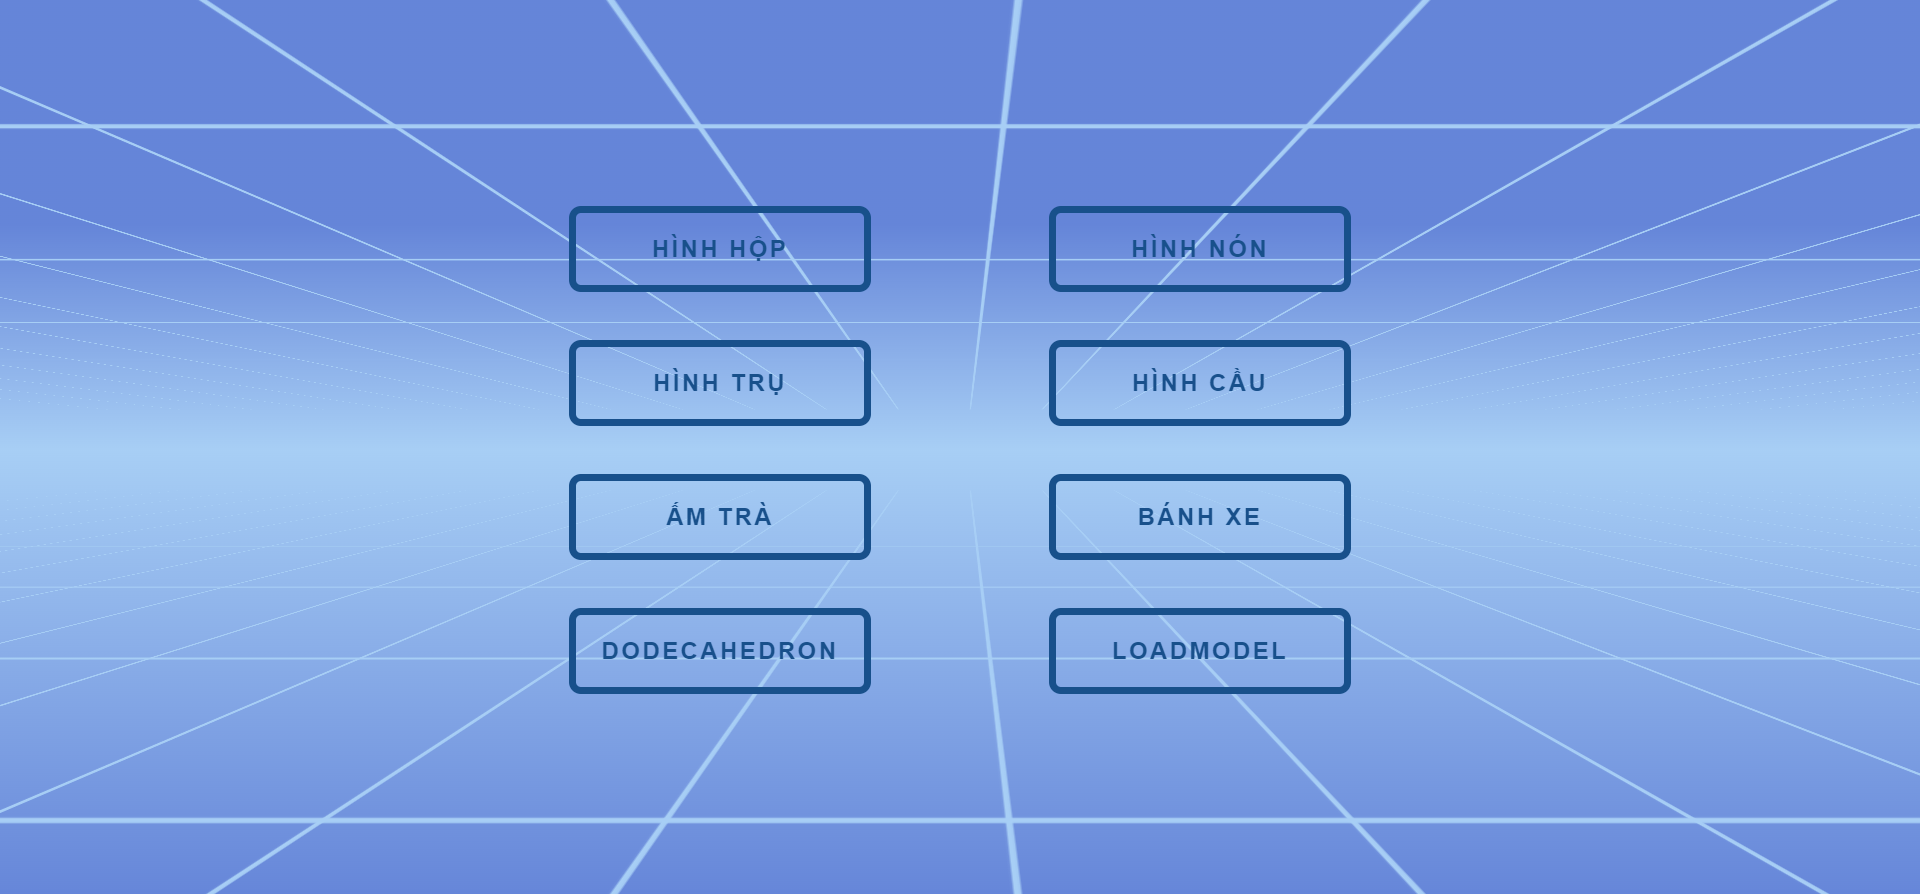 HÌNH HỘP
HÌNH NÓN
HÌNH TRỤ
HÌNH CẦU
ẤM TRÀ
BÁNH XE
DODECAHEDRON
LOADMODEL